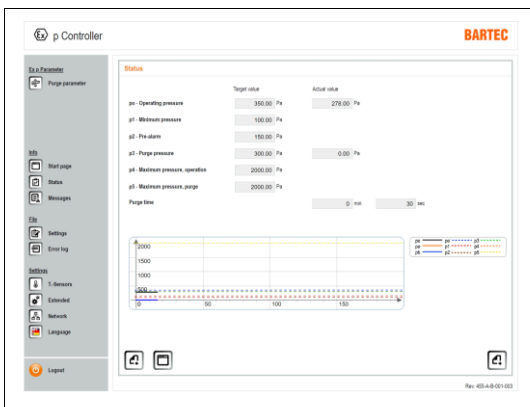 Ex p Controller
BARTEC
Ex p Parameter
Purge parameter
Info
Start page
Status
Messages
File
Settings
Error log
Settings
T.-Sensors
Extended
Network
Language
Logout
Status
Target value Actual value
po - Operating pressure 350.00 Pa 278.00 Pa
p1 - Minimum pressure 100.00 Pa
p2 - Pre-alarm 150.00 Pa
p3 - Purge pressure 300.00 Pa 0.00 Pa
p4 - Maximum pressure, operation 2000.00 Pa
p5 - Maximum pressure, purge 2000.00 Pa
Purge time 0 min 30 sec
2000
1500
1000
500
0 50 100 150
Rev. 405-A-B-001-003